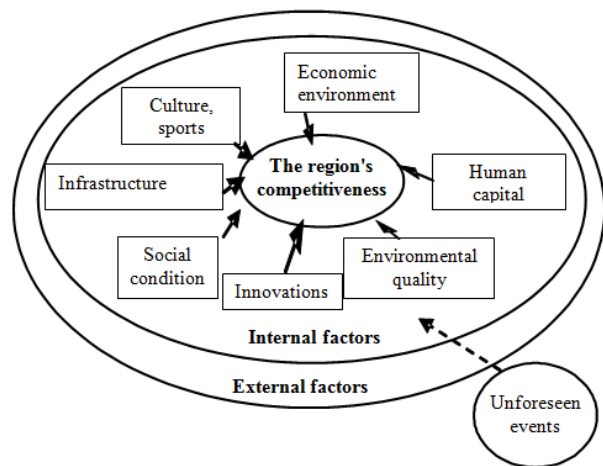 Economic
environment
Culture,
sports
The region's
competitiveness
Infrastructure
Human
capital
Social
condition
Innovations
Environmental
quality
Internal factors
External factors
Unforeseen
events